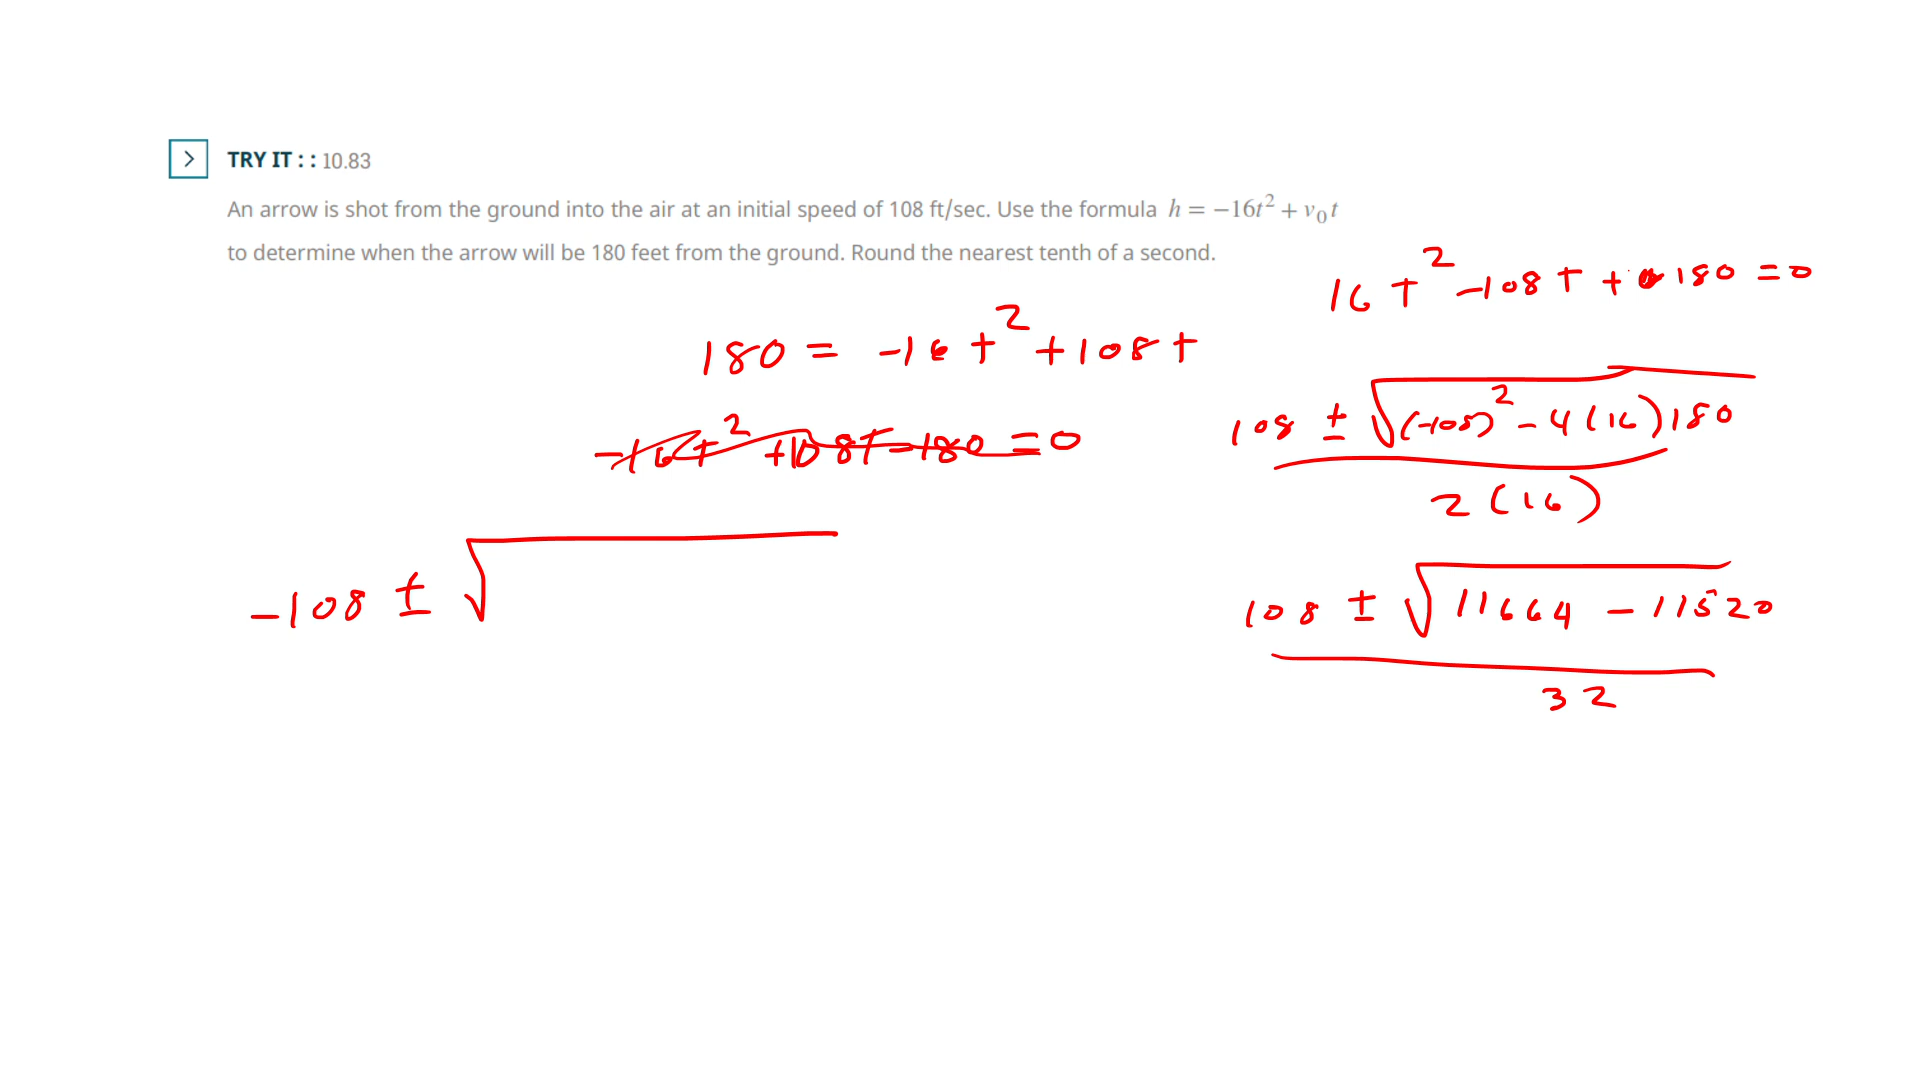 TRY IT : : 10.83
An arrow is shot from the ground into the air at an initial speed of 108 ft/sec. Use the formula h = −16t² + v₀t
to determine when the arrow will be 180 feet from the ground. Round the nearest tenth of a second.
180 = -16t² + 108t
-16t² + 108t - 180 = 0
-108 ± √
16t² - 108t + 180 = 0
108 ± √(-108)² - 4(16)180
2(16)
108 ± √11664 - 11520
32